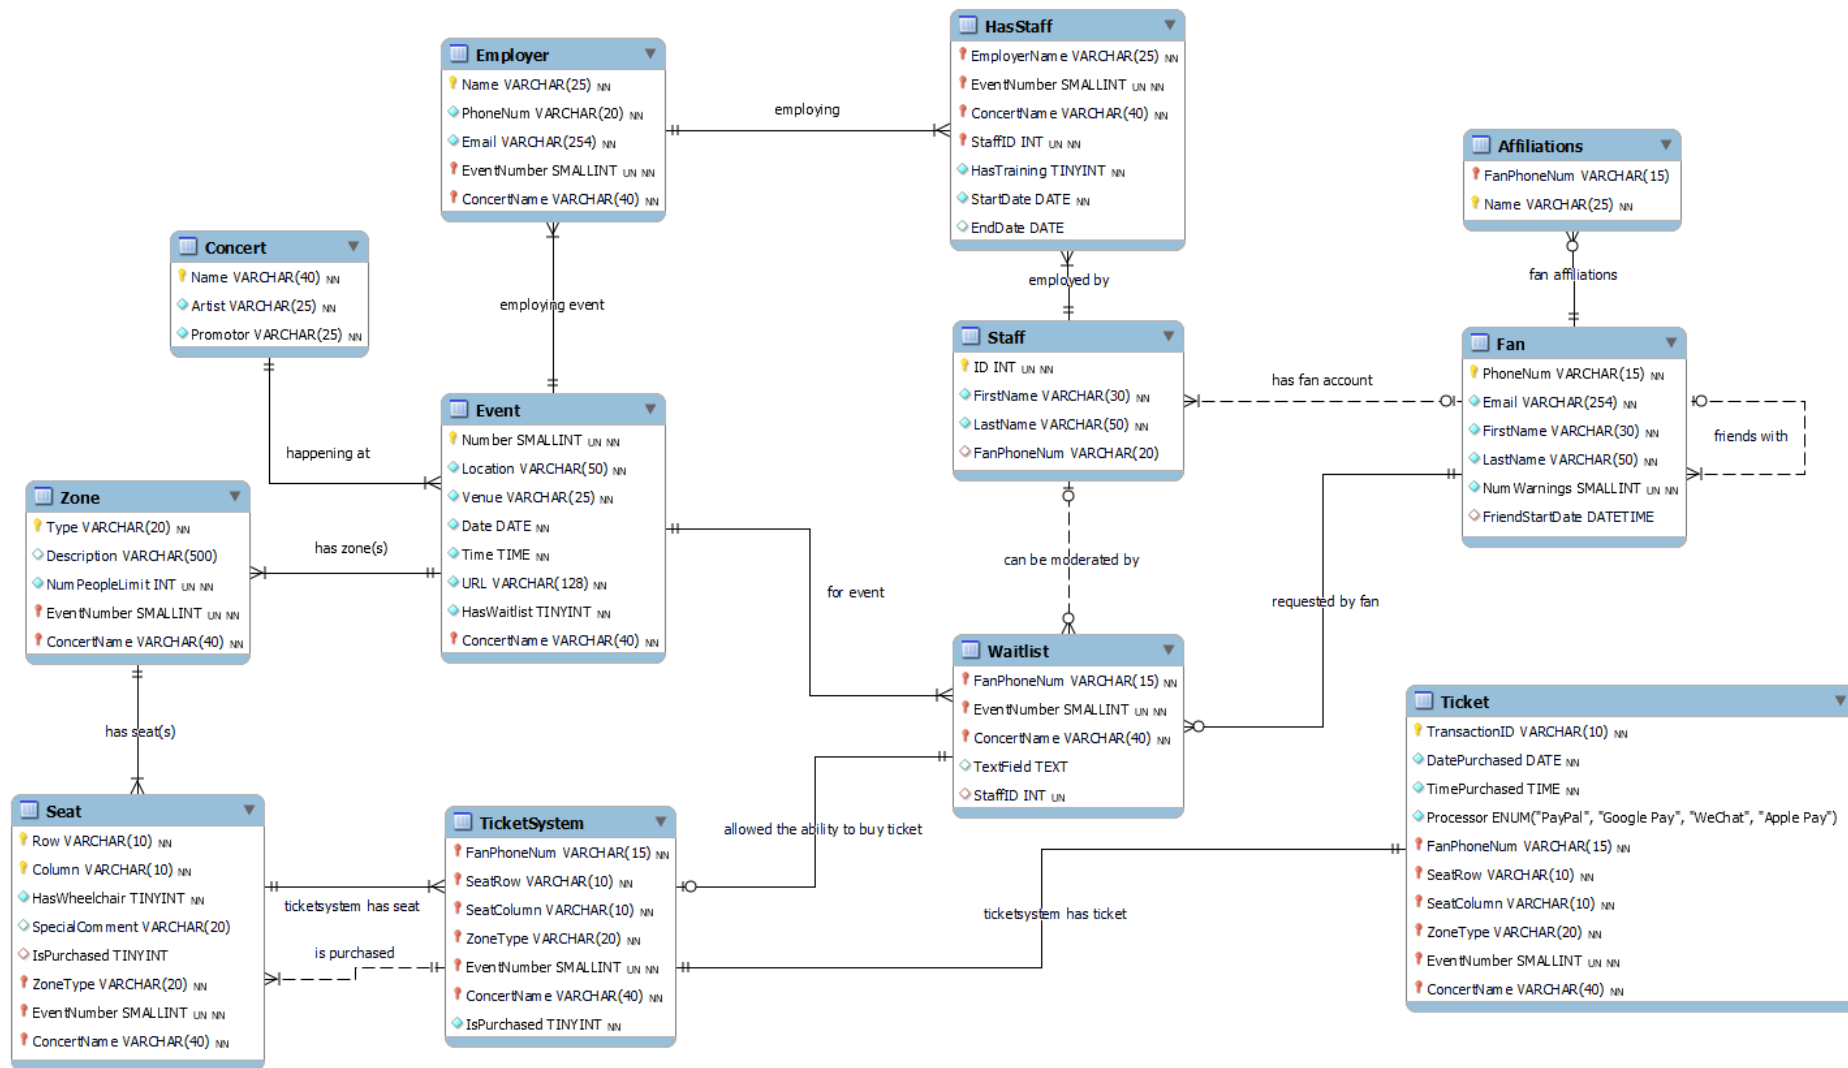 HasStaff
EmployerName VARCHAR(25) NN
EventNumber SMALLINT UN NN
ConcertName VARCHAR(40) NN
StaffID INT UN NN
HasTraining TINYINT NN
StartDate DATE NN
EndDate DATE
Employer
Name VARCHAR(25) NN
PhoneNum VARCHAR(20) NN
Email VARCHAR(254) NN
EventNumber SMALLINT UN NN
ConcertName VARCHAR(40) NN
employing
Affiliations
FanPhoneNum VARCHAR(15)
Name VARCHAR(25) NN
Concert
Name VARCHAR(40) NN
Artist VARCHAR(25) NN
Promotor VARCHAR(25) NN
employing event
employed by
fan affiliations
Staff
ID INT UN NN
FirstName VARCHAR(30) NN
LastName VARCHAR(50) NN
FanPhoneNum VARCHAR(20)
has fan account
Fan
PhoneNum VARCHAR(15) NN
Email VARCHAR(254) NN
FirstName VARCHAR(30) NN
LastName VARCHAR(50) NN
NumWarnings SMALLINT UN NN
FriendStartDate DATETIME
friends with
happening at
Event
Number SMALLINT UN NN
Location VARCHAR(50) NN
Venue VARCHAR(25) NN
Date DATE NN
Time TIME NN
URL VARCHAR(128) NN
HasWaitlist TINYINT NN
ConcertName VARCHAR(40) NN
Zone
Type VARCHAR(20) NN
Description VARCHAR(500)
NumPeopleLimit INT UN NN
EventNumber SMALLINT UN NN
ConcertName VARCHAR(40) NN
has zone(s)
can be moderated by
for event
requested by fan
Waitlist
FanPhoneNum VARCHAR(15) NN
EventNumber SMALLINT UN NN
ConcertName VARCHAR(40) NN
TextField TEXT
StaffID INT UN
Ticket
TransactionID VARCHAR(10) NN
DatePurchased DATE NN
TimePurchased TIME NN
Processor ENUM("PayPal", "Google Pay", "WeChat", "Apple Pay")
FanPhoneNum VARCHAR(15) NN
SeatRow VARCHAR(10) NN
SeatColumn VARCHAR(10) NN
ZoneType VARCHAR(20) NN
EventNumber SMALLINT UN NN
ConcertName VARCHAR(40) NN
has seat(s)
Seat
Row VARCHAR(10) NN
Column VARCHAR(10) NN
HasWheelchair TINYINT NN
SpecialComment VARCHAR(20)
IsPurchased TINYINT
ZoneType VARCHAR(20) NN
EventNumber SMALLINT UN NN
ConcertName VARCHAR(40) NN
ticketsystem has seat
is purchased
TicketSystem
FanPhoneNum VARCHAR(15) NN
SeatRow VARCHAR(10) NN
SeatColumn VARCHAR(10) NN
ZoneType VARCHAR(20) NN
EventNumber SMALLINT UN NN
ConcertName VARCHAR(40) NN
IsPurchased TINYINT NN
allowed the ability to buy ticket
ticketsystem has ticket